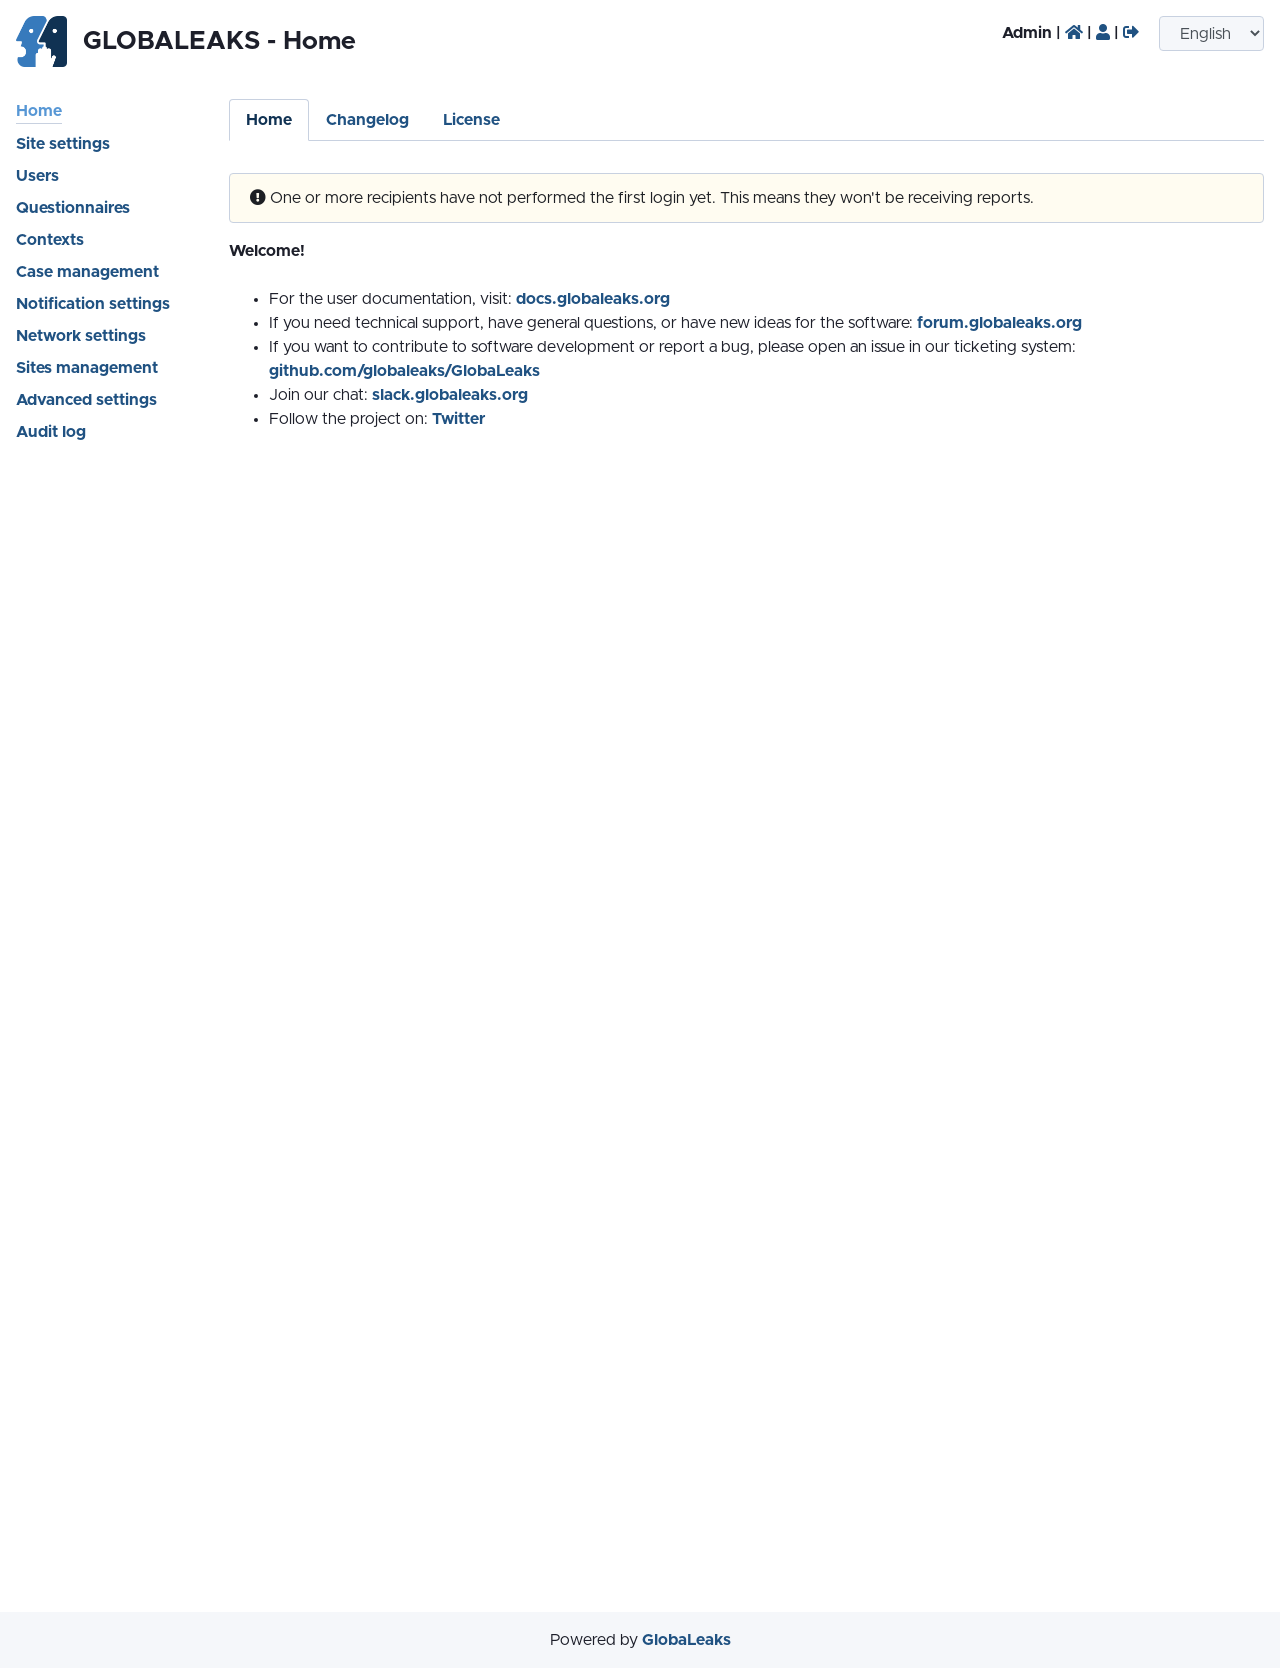 GLOBALEAKS - Home
Admin | | |
English
Home
Site settings
Users
Questionnaires
Contexts
Case management
Notification settings
Network settings
Sites management
Advanced settings
Audit log
Home Changelog License
One or more recipients have not performed the first login yet. This means they won't be receiving reports.
Welcome!
For the user documentation, visit: docs.globaleaks.org
If you need technical support, have general questions, or have new ideas for the software: forum.globaleaks.org
If you want to contribute to software development or report a bug, please open an issue in our ticketing system:
github.com/globaleaks/GlobaLeaks
Join our chat: slack.globaleaks.org
Follow the project on: Twitter
Powered by GlobaLeaks